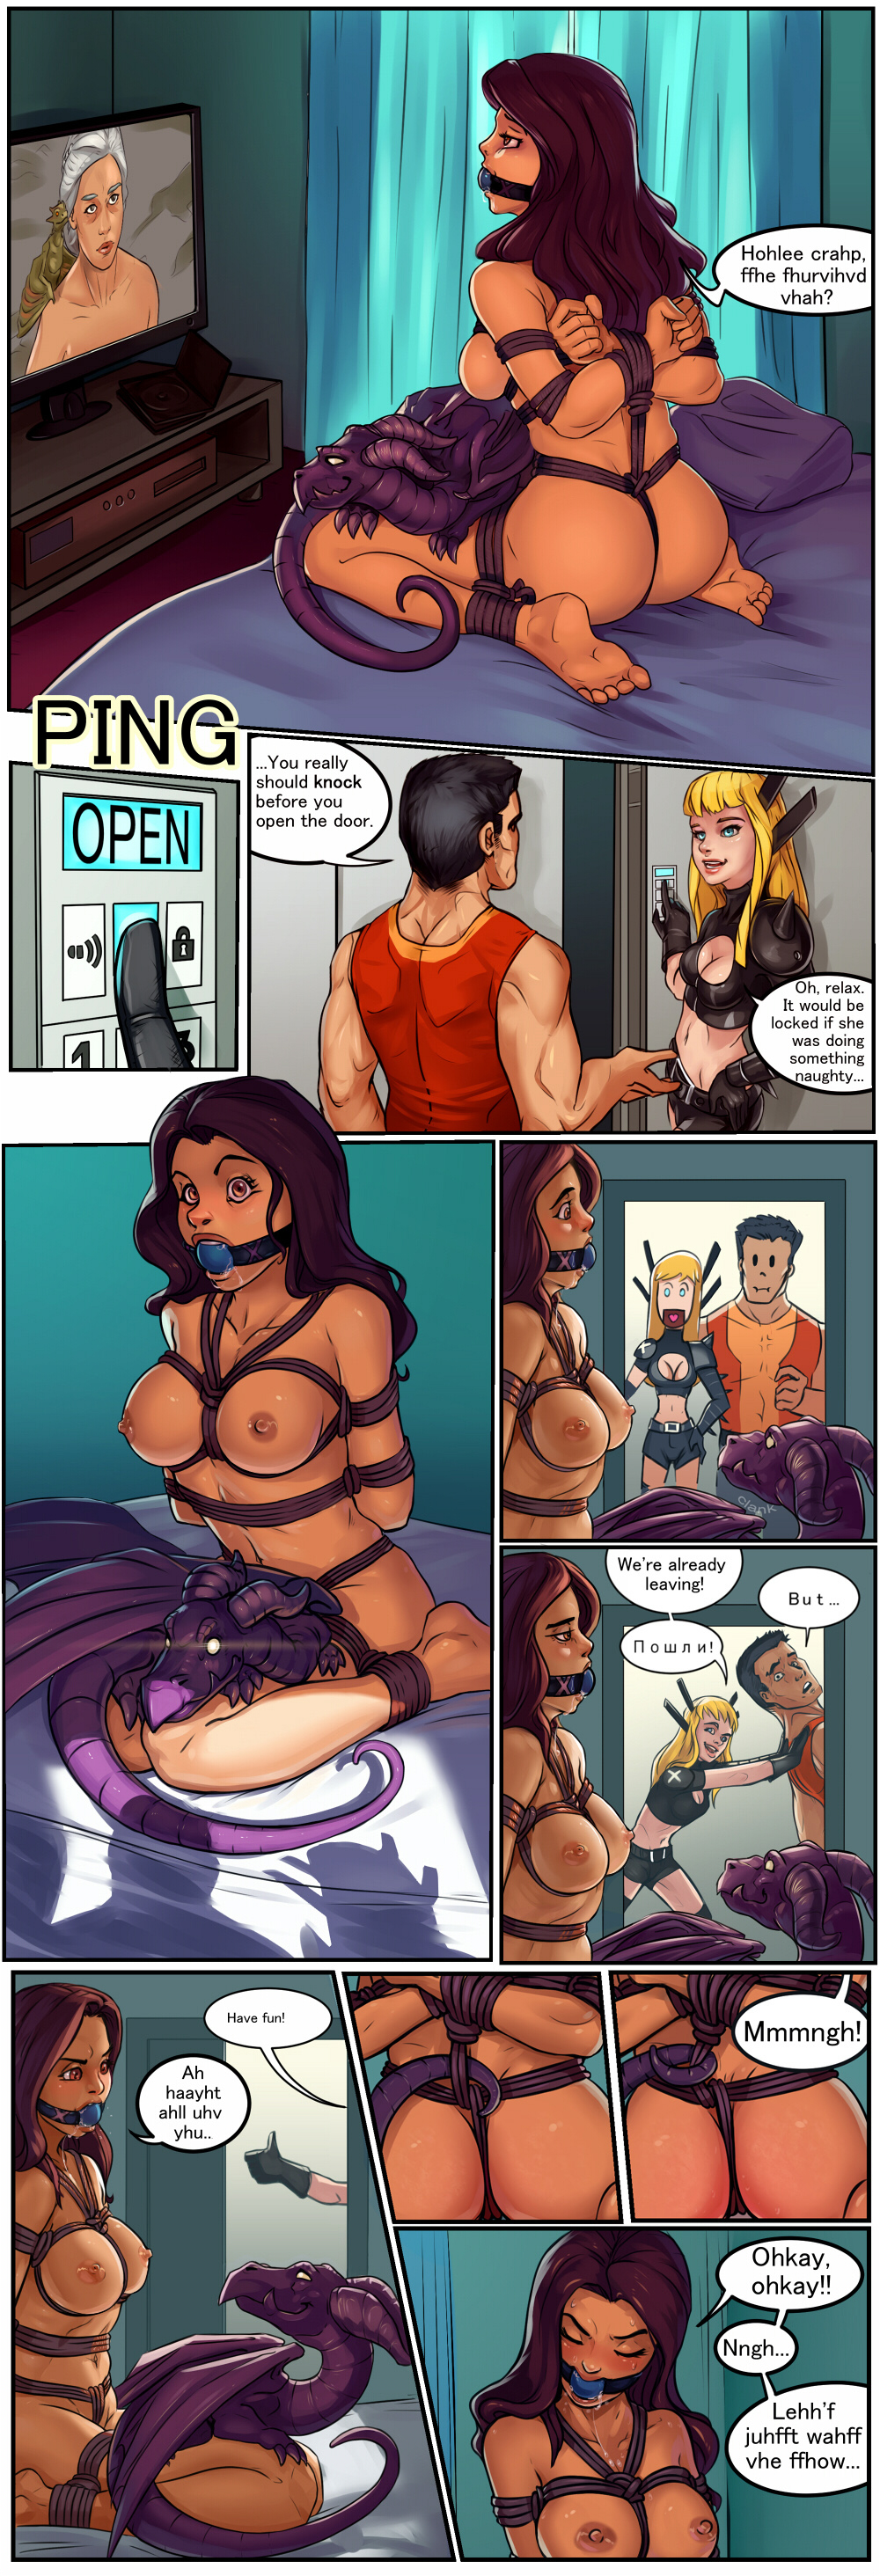 Hohlee crahp,
ffhe fhurvihvd
vhah?
PING
OPEN
1
3
...You really
should knock
before you
open the door.
Oh, relax.
It would be
locked if she
was doing
something
naughty...
clank
We're already
leaving!
But...
Пошли!
Have fun!
Ah
haayht
ahll uhv
yhu..
Mmmngh!
Ohkay,
ohkay!!
Nngh...
Lehh'f
juhfft wahff
vhe ffhow...